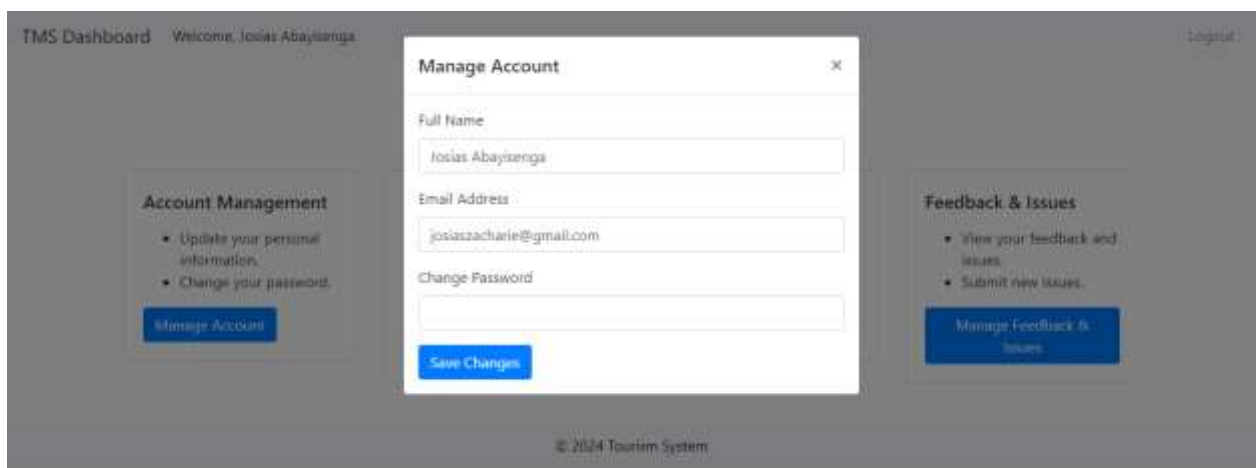 TMS Dashboard Welcome, Josias Abayisenga Logout
Manage Account ×
Full Name
Josias Abayisenga
Email Address
josiaszacharie@gmail.com
Change Password
Save Changes
Account Management
• Update your personal
information.
• Change your password.
Manage Account
Feedback & Issues
• View your feedback and
issues.
• Submit new issues.
Manage Feedback &
Issues
© 2024 Tourism System